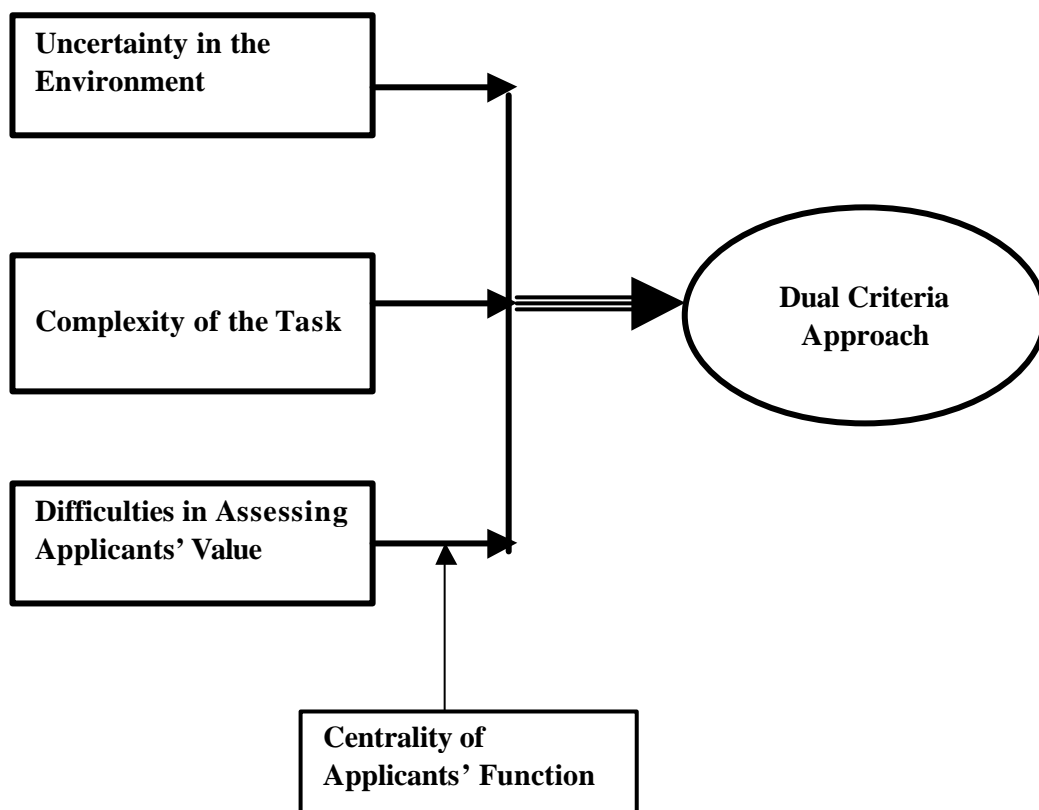 Uncertainty in the
Environment
Complexity of the Task
Dual Criteria
Approach
Difficulties in Assessing
Applicants’ Value
Centrality of
Applicants’ Function